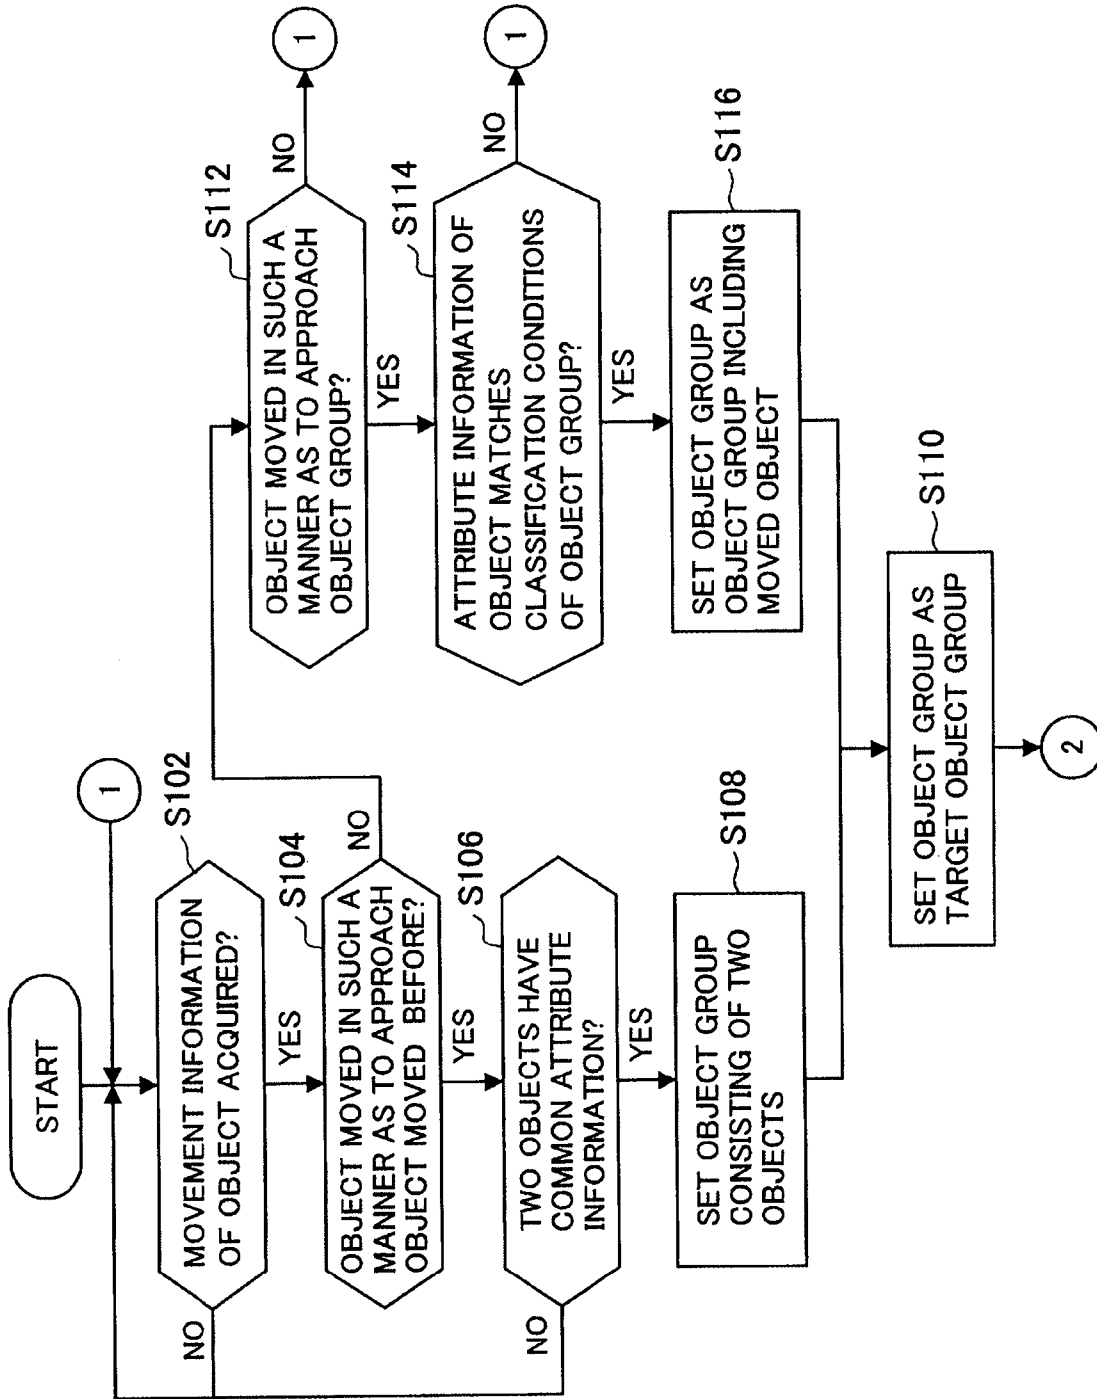 START
1
S102
MOVEMENT INFORMATION
OF OBJECT ACQUIRED?
NO
YES
S104
OBJECT MOVED IN SUCH A
MANNER AS TO APPROACH
OBJECT MOVED BEFORE?
NO
YES
S106
TWO OBJECTS HAVE
COMMON ATTRIBUTE
INFORMATION?
NO
YES
S108
SET OBJECT GROUP
CONSISTING OF TWO
OBJECTS
S112
OBJECT MOVED IN SUCH A
MANNER AS TO APPROACH
OBJECT GROUP?
NO
1
YES
S114
ATTRIBUTE INFORMATION OF
OBJECT MATCHES
CLASSIFICATION CONDITIONS
OF OBJECT GROUP?
NO
1
YES
S116
SET OBJECT GROUP AS
OBJECT GROUP INCLUDING
MOVED OBJECT
S110
SET OBJECT GROUP AS
TARGET OBJECT GROUP
2